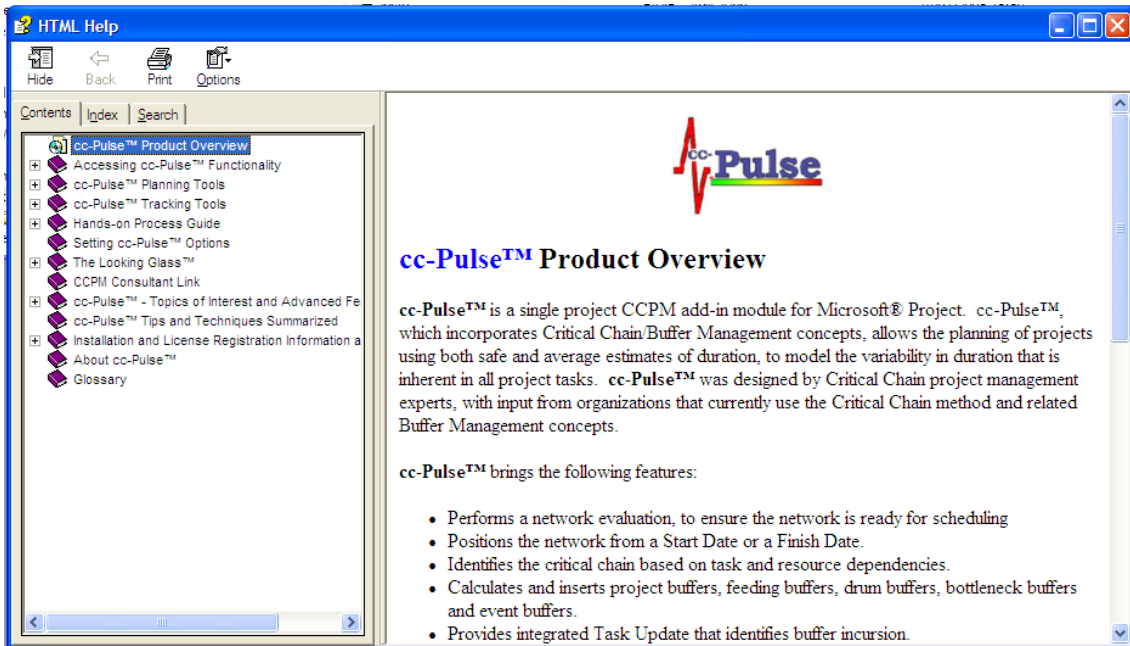 HTML Help
Hide Back Print Options
Contents Index Search
cc-Pulse™ Product Overview
Accessing cc-Pulse™ Functionality
cc-Pulse™ Planning Tools
cc-Pulse™ Tracking Tools
Hands-on Process Guide
Setting cc-Pulse™ Options
The Looking Glass™
CCPM Consultant Link
cc-Pulse™ - Topics of Interest and Advanced Fe
cc-Pulse™ Tips and Techniques Summarized
Installation and License Registration Information a
About cc-Pulse™
Glossary
cc-Pulse
cc-Pulse™ Product Overview
cc-Pulse™ is a single project CCPM add-in module for Microsoft® Project. cc-Pulse™,
which incorporates Critical Chain/Buffer Management concepts, allows the planning of projects
using both safe and average estimates of duration, to model the variability in duration that is
inherent in all project tasks. cc-Pulse™ was designed by Critical Chain project management
experts, with input from organizations that currently use the Critical Chain method and related
Buffer Management concepts.
cc-Pulse™ brings the following features:
• Performs a network evaluation, to ensure the network is ready for scheduling
• Positions the network from a Start Date or a Finish Date.
• Identifies the critical chain based on task and resource dependencies.
• Calculates and inserts project buffers, feeding buffers, drum buffers, bottleneck buffers
and event buffers.
• Provides integrated Task Update that identifies buffer incursion.